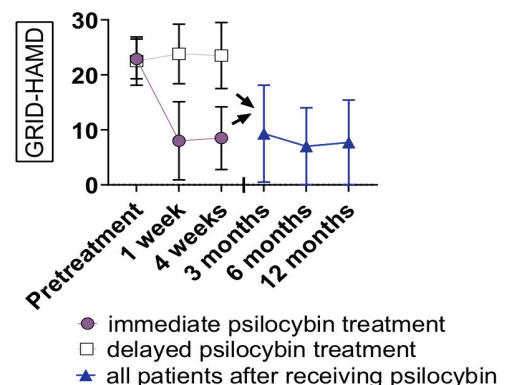 GRID-HAMD
30
20
10
0
Pretreatment
1 week
4 weeks
3 months
6 months
12 months
immediate psilocybin treatment
delayed psilocybin treatment
all patients after receiving psilocybin